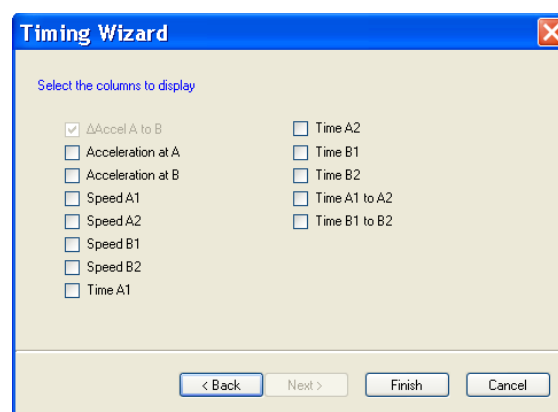 Timing Wizard
Select the columns to display
ΔAccel A to B
Acceleration at A
Acceleration at B
Speed A1
Speed A2
Speed B1
Speed B2
Time A1
Time A2
Time B1
Time B2
Time A1 to A2
Time B1 to B2
< Back
Next >
Finish
Cancel